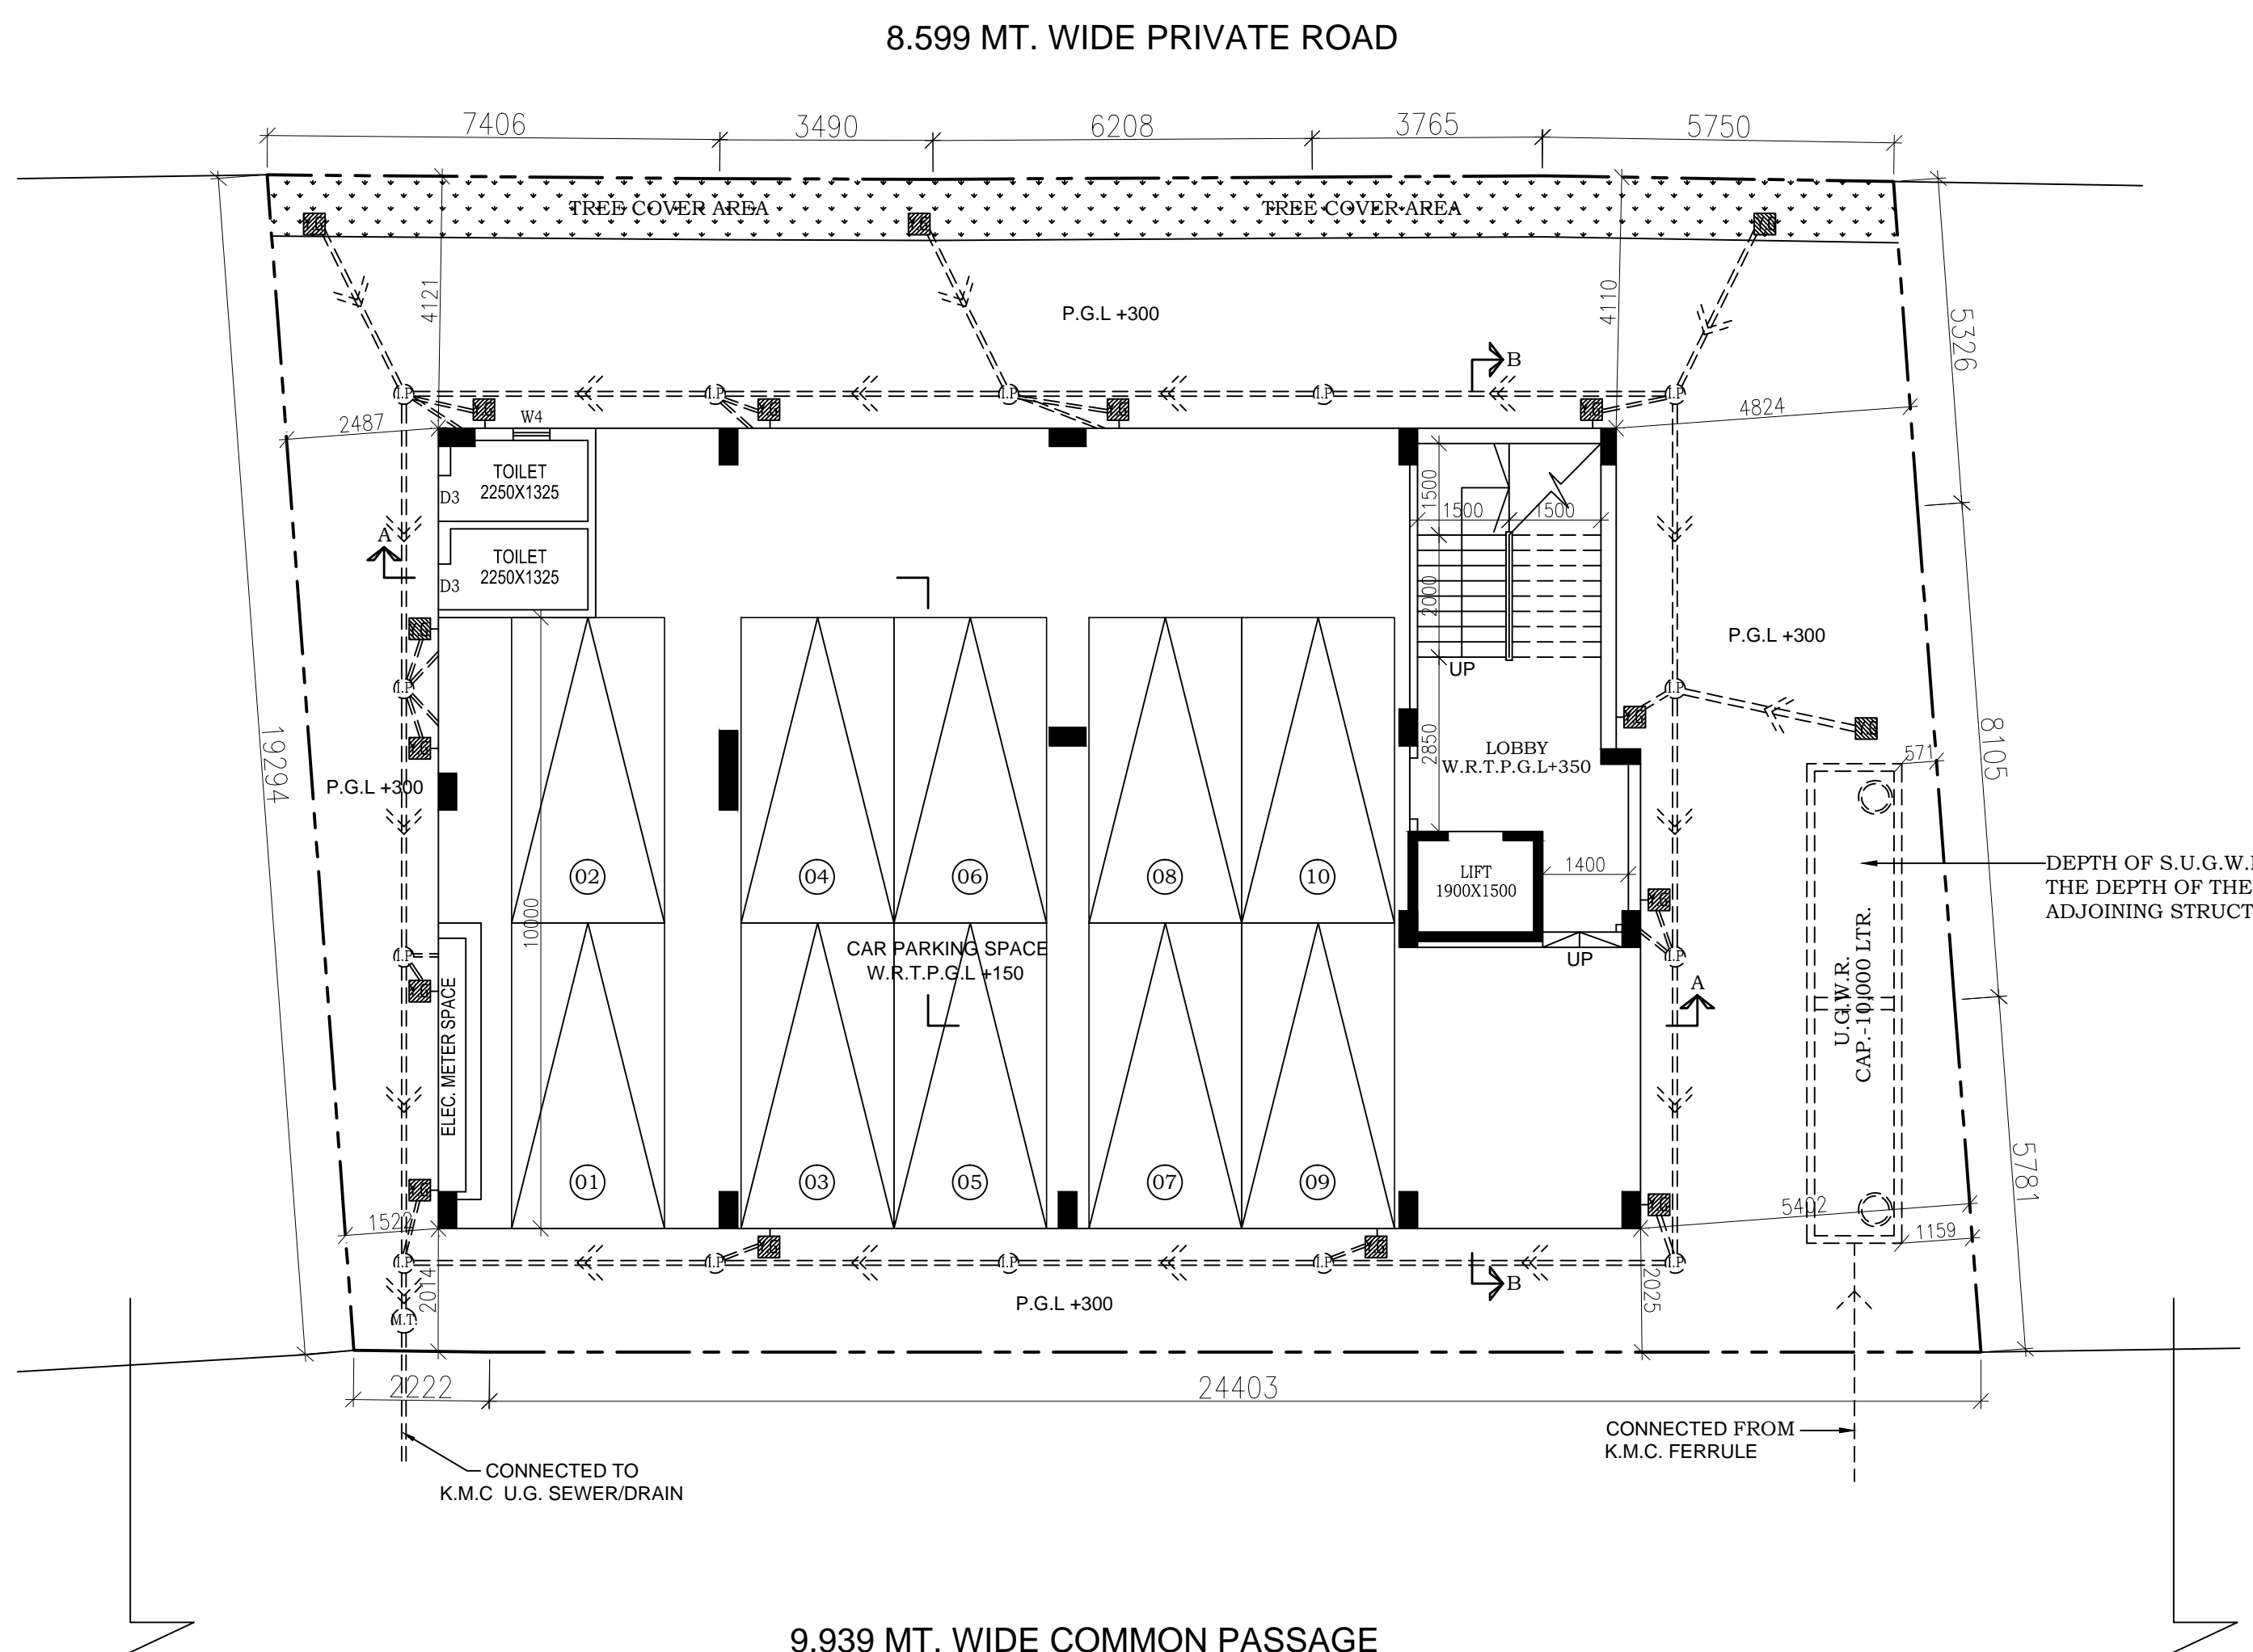 8.599 MT. WIDE PRIVATE ROAD
7406
3490
6208
3765
5750
TREE COVER AREA
TREE COVER AREA
Y.G
Y.G
4121
4110
5326
P.G.L +300
B
I.P
I.P
I.P
I.P
I.P
Y.G
W4
Y.G
Y.G
Y.G
2487
4824
TOILET
2250X1325
D3
1500
1500
1500
A
TOILET
2250X1325
D3
2000
Y.G
P.G.L +300
UP
I.P
I.P
Y.G
Y.G
19294
2850
LOBBY
W.R.T.P.G.L+350
8105
571
P.G.L +300
02
04
06
08
10
LIFT
1900X1500
1400
DEPTH OF S.U.G.W.
THE DEPTH OF THE
ADJOINING STRUCT
10000
Y.G
CAR PARKING SPACE
W.R.T.P.G.L +150
UP
I.P
I.P
Y.G
A
ELEC. METER SPACE
U.G.W.R.
CAP.-10,000 LTR.
01
03
05
07
09
Y.G
Y.G
5781
5402
1522
1159
Y.G
Y.G
I.P
I.P
I.P
I.P
I.P
2014
B
2025
P.G.L +300
M.T.
2222
24403
CONNECTED FROM
K.M.C. FERRULE
CONNECTED TO
K.M.C U.G. SEWER/DRAIN
9.939 MT. WIDE COMMON PASSAGE